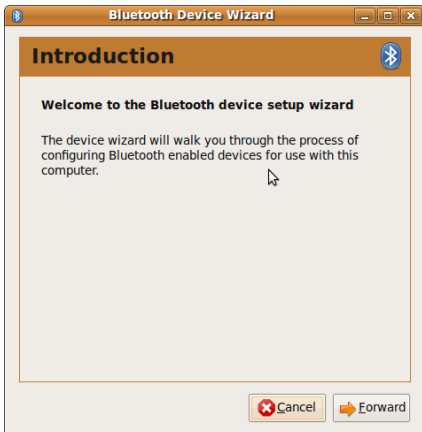 Bluetooth Device Wizard
Introduction
Welcome to the Bluetooth device setup wizard
The device wizard will walk you through the process of
configuring Bluetooth enabled devices for use with this
computer.
Cancel Forward